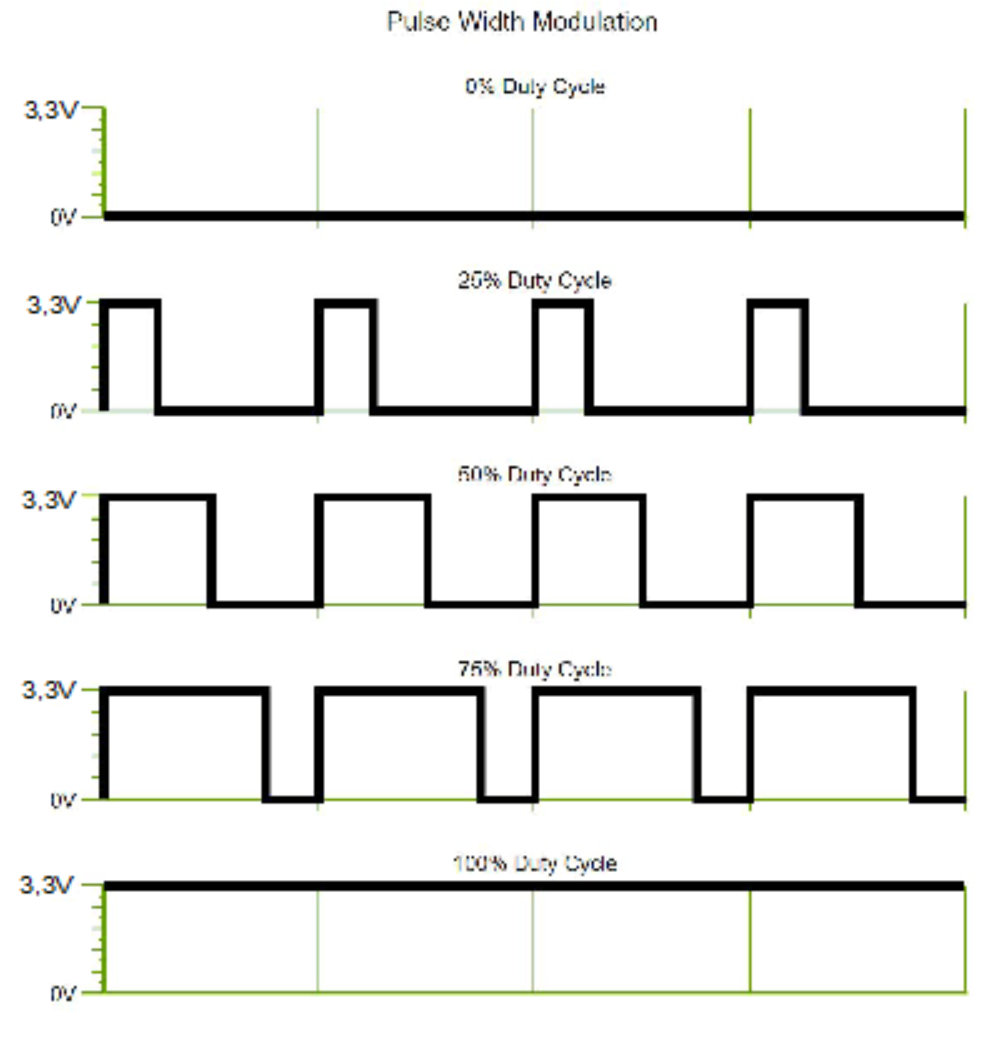 Pulse Width Modulation
0% Duty Cycle
3,3V
0V
25% Duty Cycle
3,3V
0V
50% Duty Cycle
3,3V
0V
75% Duty Cycle
3,3V
0V
100% Duty Cycle
3,3V
0V